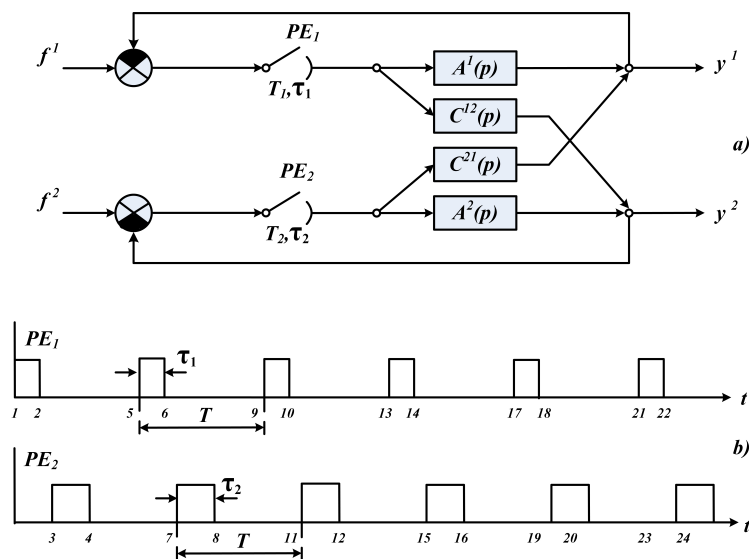 f¹ PE₁ T₁,τ₁ A¹(p) y¹
C¹²(p)
a)
C²¹(p)
f² PE₂ T₂,τ₂ A²(p) y²
PE₁ τ₁
T t
1 2 5 6 9 10 13 14 17 18 21 22
b)
PE₂ τ₂
T t
3 4 7 8 11 12 15 16 19 20 23 24